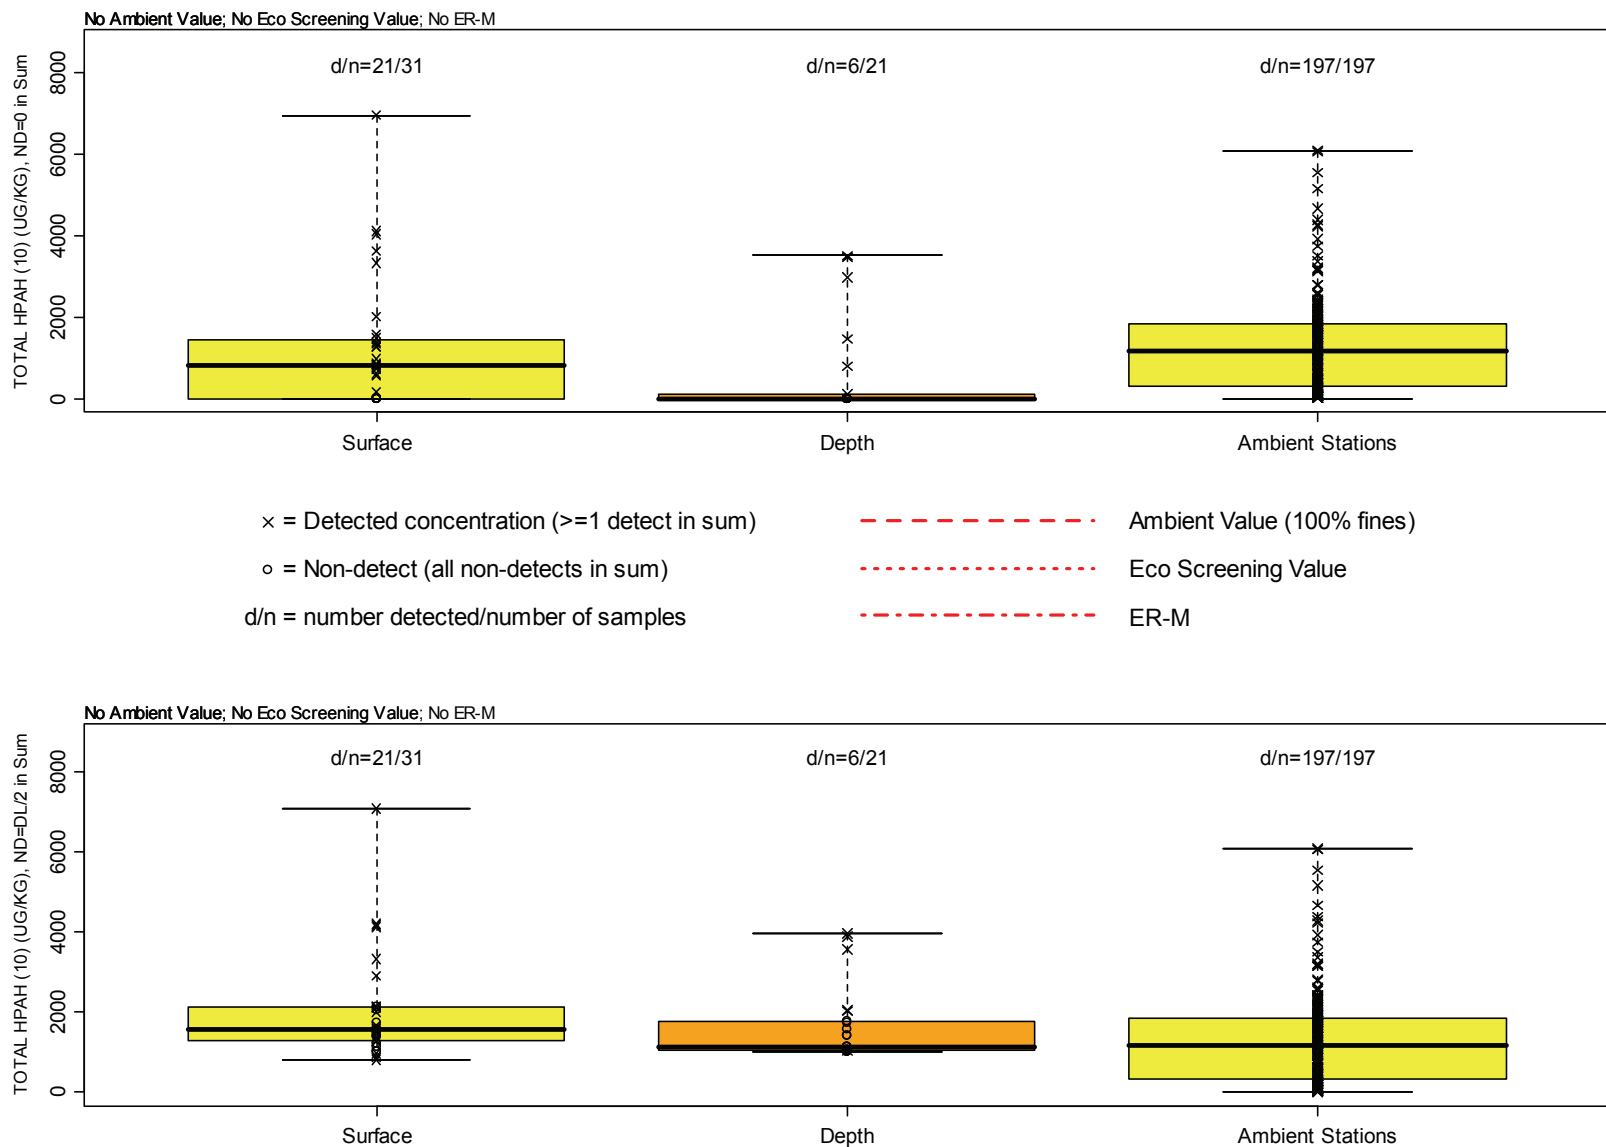 No Ambient Value; No Eco Screening Value; No ER-M
TOTAL HPAH (10) (UG/KG), ND=0 in Sum
8000
6000
4000
2000
0
d/n=21/31
d/n=6/21
d/n=197/197
Surface
Depth
Ambient Stations
× = Detected concentration (>=1 detect in sum)
Ambient Value (100% fines)
o = Non-detect (all non-detects in sum)
Eco Screening Value
d/n = number detected/number of samples
ER-M
No Ambient Value; No Eco Screening Value; No ER-M
TOTAL HPAH (10) (UG/KG), ND=DL/2 in Sum
8000
6000
4000
2000
0
d/n=21/31
d/n=6/21
d/n=197/197
Surface
Depth
Ambient Stations